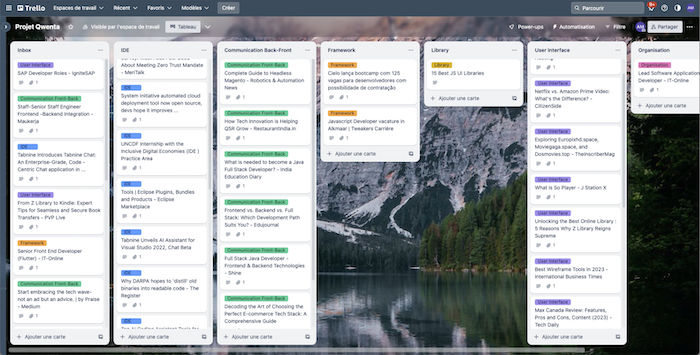 Trello
Espaces de travail
Récent
Favoris
Modèles
Créer
Parcourir
9+
AM
Projet Qwenta
Visible par l'espace de travail
Tableau
Power-ups
Automatisation
Filtre
AM
Partager
Inbox
User Interface
SAP Developer Roles - IgniteSAP
1
Communication Front-Back
Staff-Senior Staff Engineer
Frontend -Backend Integration -
Mackerja
1
IDE
Tabnine Introduces Tabnine Chat:
An Enterprise-Grade, Code -
Centric Chat application in ...
1
User Interface
From Z Library to Kindle: Expert
Tips for Seamless and Secure Book
Transfers - PVP Live
1
Framework
Senior Front End Developer
(Flutter) - IT-Online
1
Communication Front-Back
Start embracing the tech wave-
not an ad but an advice. | by Praise
- Medium
1
Ajouter une carte
IDE
About Meeting Zero Trust Mandate
- MeriTalk
1
IDE
System Initiative automated cloud
deployment tool now open source,
devs hope it improves ...
1
IDE
UNCDF Internship with the
Inclusive Digital Economies (IDE )
Practice Area
1
IDE
Tools | Eclipse Plugins, Bundles
and Products - Eclipse
Marketplace
1
IDE
Tabnine Unveils AI Assistant for
Visual Studio 2022, Chat Beta
1
IDE
Why DARPA hopes to 'distill' old
binaries into readable code - The
Register
1
Ajouter une carte
Communication Back-Front
Communication Front-Back
Complete Guide to Headless
Magento - Robotics & Automation
News
1
Communication Front-Back
How Tech Innovation is Helping
QSR Grow - RestaurantIndia.in
1
Communication Front-Back
What is needed to become a Java
Full Stack Developer? - India
Education Diary
1
Communication Front-Back
Frontend vs. Backend vs. Full
Stack: Which Development Path
Suits You? - Edujournal
1
Communication Front-Back
Full Stack Java Developer -
Frontend & Backend Technologies
- Shine
1
Communication Front-Back
Decoding the Art of Choosing the
Perfect E-commerce Tech Stack: A
Comprehensive Guide
Ajouter une carte
Framework
Framework
Cielo lança bootcamp com 125
vagas para desenvolvedores com
possibilidade de contratação
1
Framework
Javascript Developer vacature in
Alkmaar | Tweakers Carrière
1
Ajouter une carte
Library
Library
15 Best JS UI Libraries
Ajouter une carte
User Interface
1
User Interface
Netflix vs. Amazon Prime Video:
What's the Difference? -
CitizenSide
1
User Interface
Exploring Europixhd.space,
Moviegaga.space, and
Dosmovies.top - TheInscriberMag
1
User Interface
What is So Player - J Station X
1
User Interface
Unlocking the Best Online Library :
5 Reasons Why Z Library Reigns
Supreme
1
User Interface
Best Wireframe Tools in 2023 -
International Business Times
1
User Interface
Max Canada Review: Features,
Pros and Cons, Content (2023) -
Tech Daily
1
Ajouter une carte
Organisation
Organisation
Lead Software Application
Developer - IT-Online
1
Ajouter une carte